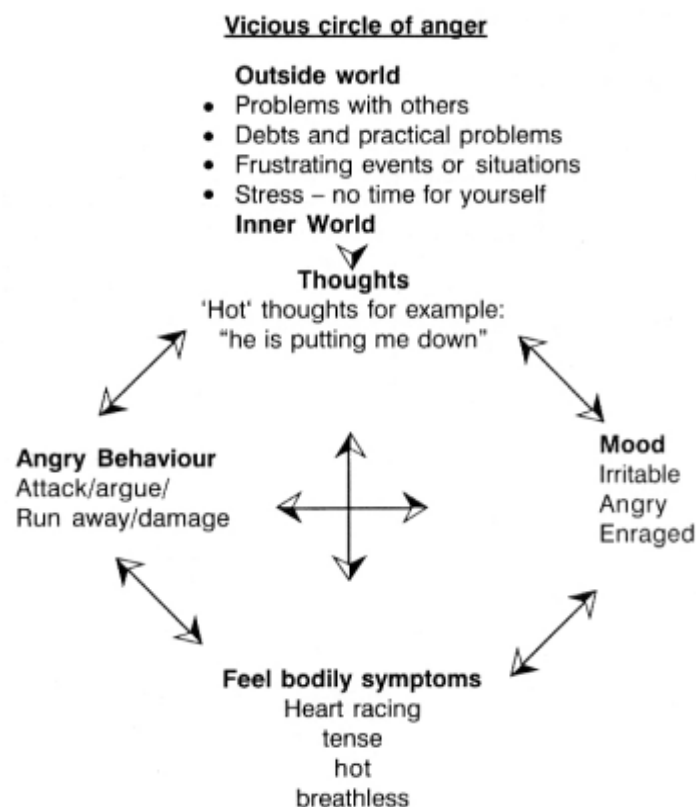 Vicious circle of anger
Outside world
• Problems with others
• Debts and practical problems
• Frustrating events or situations
• Stress – no time for yourself
Inner World
Thoughts
'Hot' thoughts for example:
"he is putting me down"
Angry Behaviour
Attack/argue/
Run away/damage
Mood
Irritable
Angry
Enraged
Feel bodily symptoms
Heart racing
tense
hot
breathless